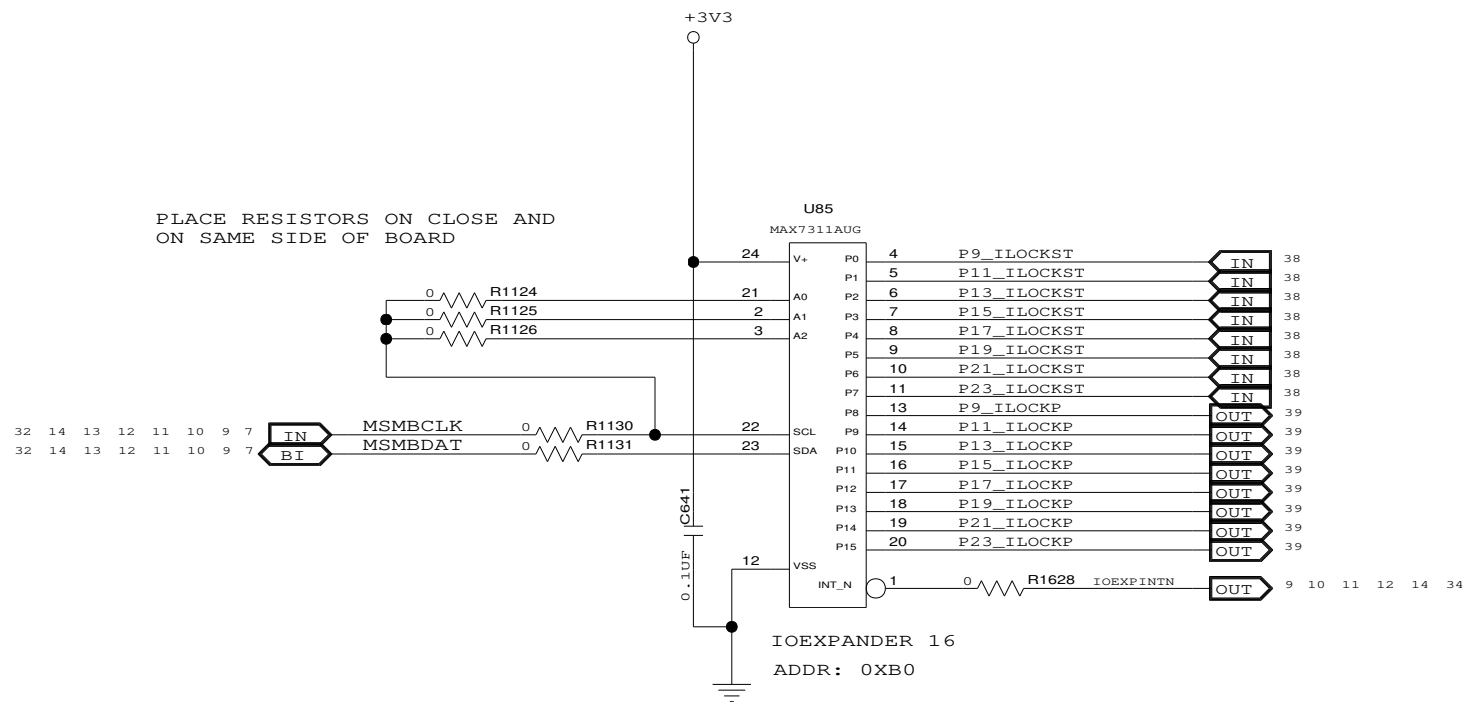 +3V3
PLACE RESISTORS ON CLOSE AND
ON SAME SIDE OF BOARD
U85
MAX7311AUG
24 V+ P0 4 P9_ILOCKST IN 38
P1 5 P11_ILOCKST IN 38
0 R1124 21 A0 P2 6 P13_ILOCKST IN 38
0 R1125 2 A1 P3 7 P15_ILOCKST IN 38
0 R1126 3 A2 P4 8 P17_ILOCKST IN 38
P5 9 P19_ILOCKST IN 38
P6 10 P21_ILOCKST IN 38
P7 11 P23_ILOCKST IN 38
P8 13 P9_ILOCKP OUT 39
32 14 13 12 11 10 9 7 IN MSMBCLK 0 R1130 22 SCL P9 14 P11_ILOCKP OUT 39
32 14 13 12 11 10 9 7 BI MSMBDAT 0 R1131 23 SDA P10 15 P13_ILOCKP OUT 39
P11 16 P15_ILOCKP OUT 39
P12 17 P17_ILOCKP OUT 39
C641 P13 18 P19_ILOCKP OUT 39
P14 19 P21_ILOCKP OUT 39
P15 20 P23_ILOCKP OUT 39
0.1UF 12 VSS
INT_N 1 0 R1628 IOEXPINTN OUT 9 10 11 12 14 34
IOEXPANDER 16
ADDR: 0XB0